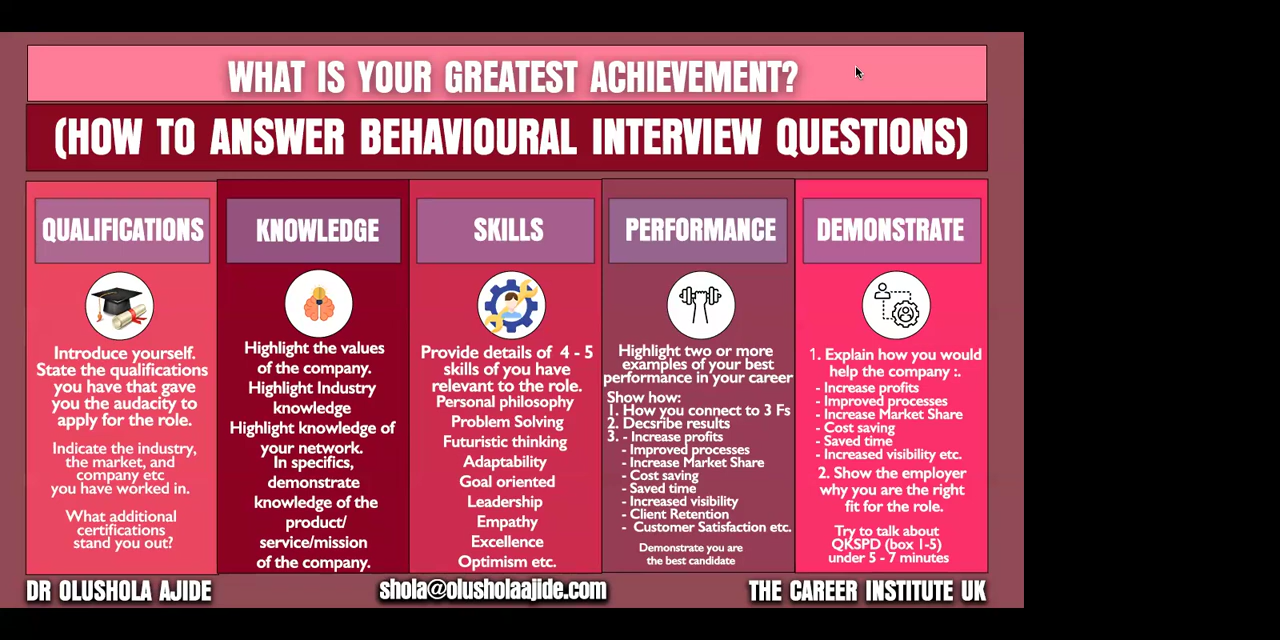 WHAT IS YOUR GREATEST ACHIEVEMENT?
(HOW TO ANSWER BEHAVIOURAL INTERVIEW QUESTIONS)
QUALIFICATIONS
Introduce yourself.
State the qualifications
you have that gave
you the audacity to
apply for the role.
Indicate the industry,
the market, and
company etc
you have worked in.
What additional
certifications
stand you out?
KNOWLEDGE
Highlight the values
of the company.
Highlight Industry
knowledge
Highlight knowledge of
your network.
In specifics,
demonstrate
knowledge of the
product/
service/mission
of the company.
SKILLS
Provide details of 4 - 5
skills of you have
relevant to the role.
Personal philosophy
Problem Solving
Futuristic thinking
Adaptability
Goal oriented
Leadership
Empathy
Excellence
Optimism etc.
PERFORMANCE
Highlight two or more
examples of your best
performance in your career
Show how:
1. How you connect to 3 Fs
2. Decsribe results
3. - Increase profits
- Improved processes
- Increase Market Share
- Cost saving
- Saved time
- Increased visibility
- Client Retention
- Customer Satisfaction etc.
Demonstrate you are
the best candidate
DEMONSTRATE
1. Explain how you would
help the company :.
- Increase profits
- Improved processes
- Increase Market Share
- Cost saving
- Saved time
- Increased visibility etc.
2. Show the employer
why you are the right
fit for the role.
Try to talk about
QKSPD (box 1-5)
under 5 - 7 minutes
DR OLUSHOLA AJIDE
shola@olusholaajide.com
THE CAREER INSTITUTE UK